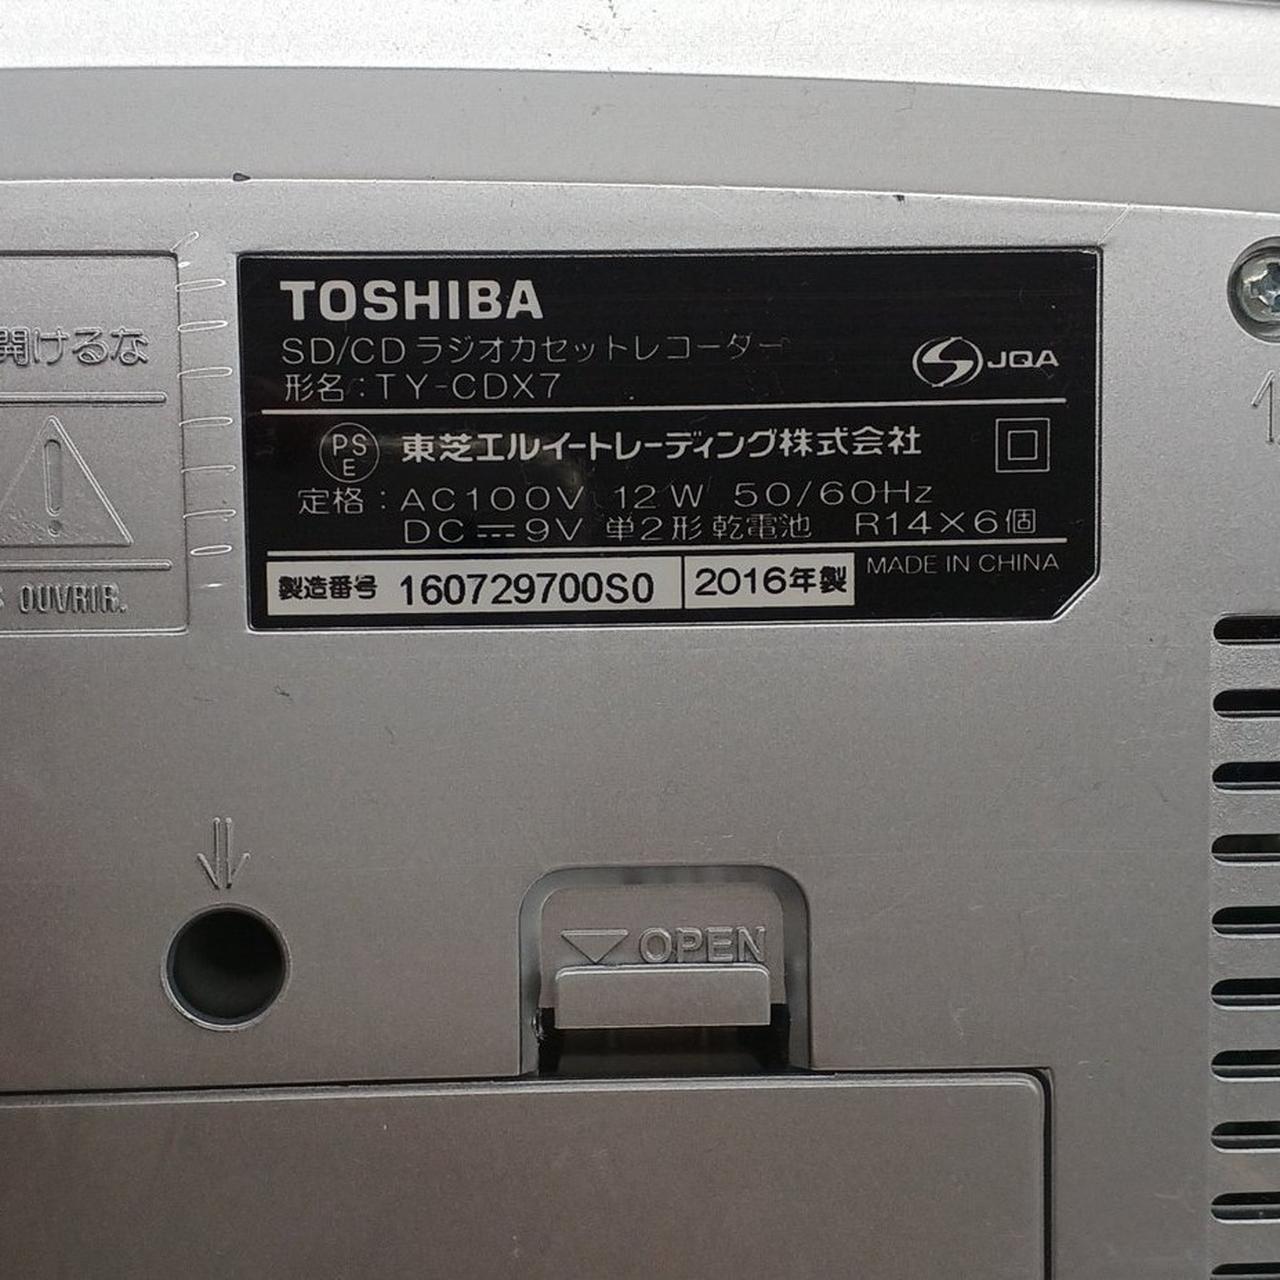 TOSHIBA
SD/CDラジオカセットレコーダー
形名:TY-CDX7
JQA
PS
E
東芝エルイートレーディング株式会社
定格:AC100V 12W 50/60Hz
DC⎓9V 単2形乾電池 R14×6個
製造番号 160729700S0 2016年製 MADE IN CHINA
開けるな
OUVRIR.
OPEN